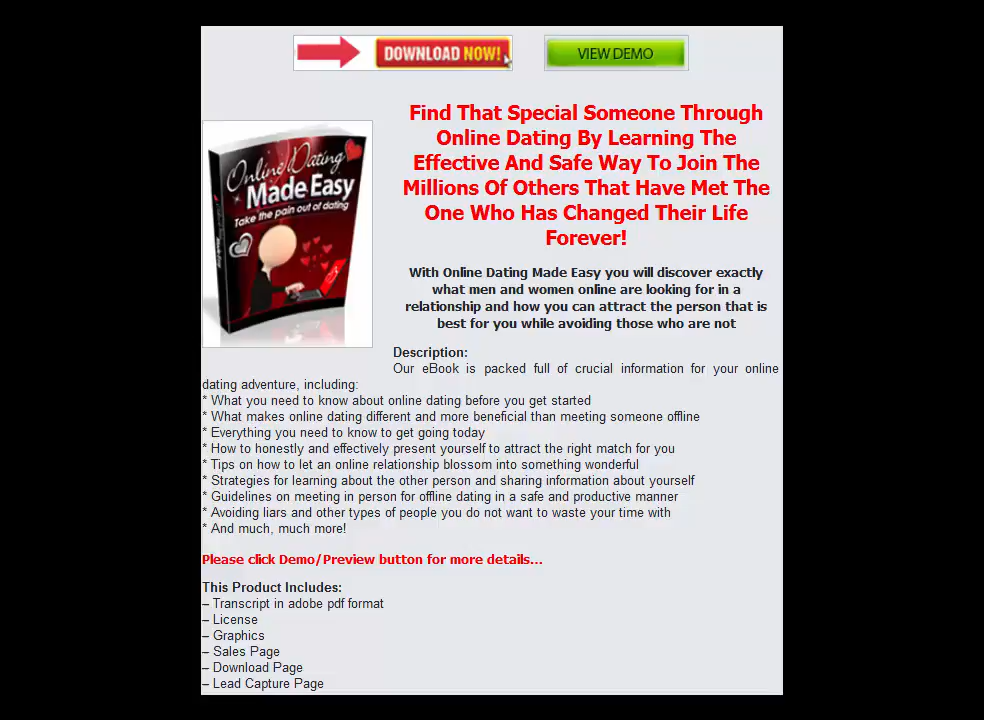 DOWNLOAD NOW!
VIEW DEMO
Find That Special Someone Through
Online Dating By Learning The
Effective And Safe Way To Join The
Millions Of Others That Have Met The
One Who Has Changed Their Life
Forever!
Online Dating
Made Easy
Take the pain out of dating
With Online Dating Made Easy you will discover exactly
what men and women online are looking for in a
relationship and how you can attract the person that is
best for you while avoiding those who are not
Description:
Our eBook is packed full of crucial information for your online
dating adventure, including:
* What you need to know about online dating before you get started
* What makes online dating different and more beneficial than meeting someone offline
* Everything you need to know to get going today
* How to honestly and effectively present yourself to attract the right match for you
* Tips on how to let an online relationship blossom into something wonderful
* Strategies for learning about the other person and sharing information about yourself
* Guidelines on meeting in person for offline dating in a safe and productive manner
* Avoiding liars and other types of people you do not want to waste your time with
* And much, much more!
Please click Demo/Preview button for more details...
This Product Includes:
– Transcript in adobe pdf format
– License
– Graphics
– Sales Page
– Download Page
– Lead Capture Page